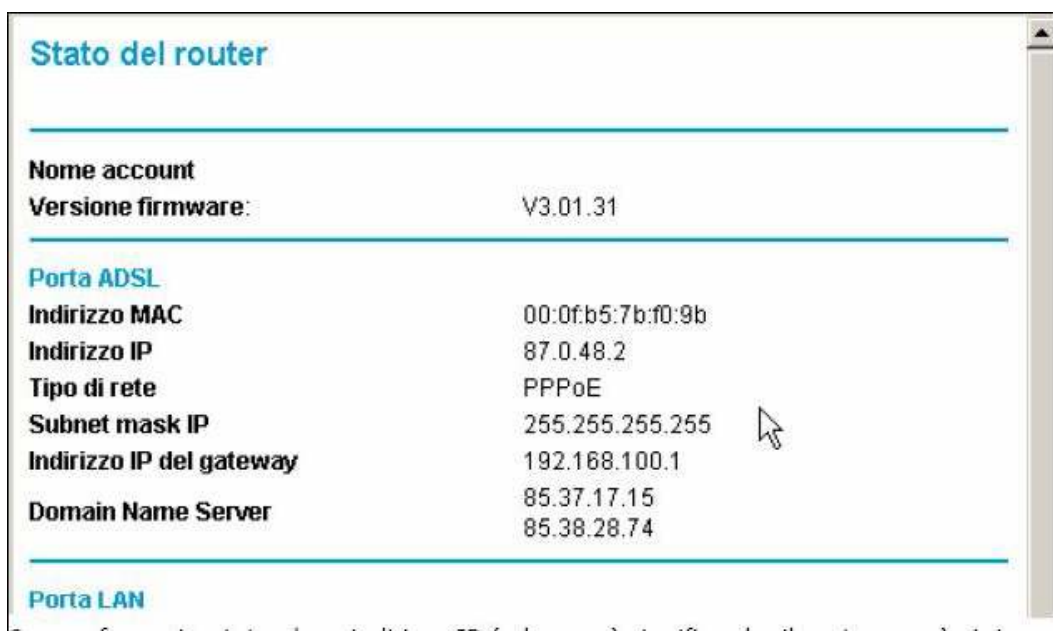 Stato del router
Nome account
Versione firmware: V3.01.31
Porta ADSL
Indirizzo MAC 00:0f:b5:7b:f0:9b
Indirizzo IP 87.0.48.2
Tipo di rete PPPoE
Subnet mask IP 255.255.255.255
Indirizzo IP del gateway 192.168.100.1
Domain Name Server 85.37.17.15
85.38.28.74
Porta LAN